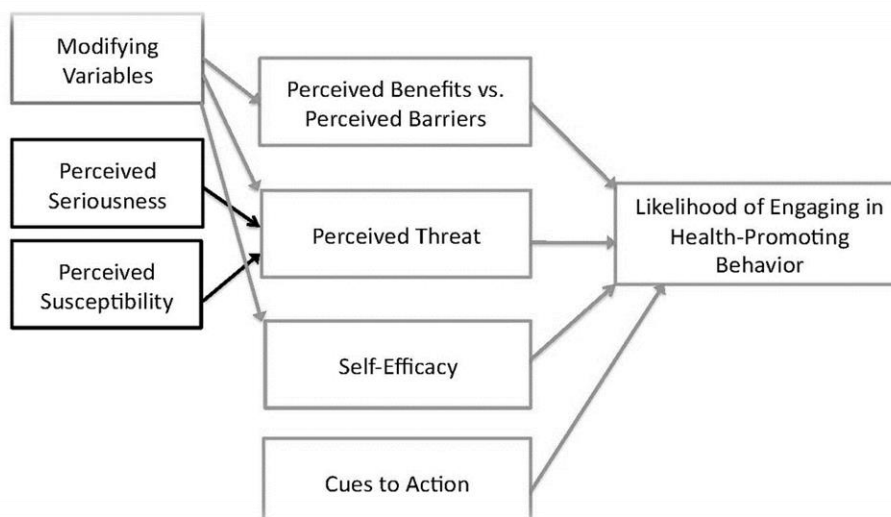 Modifying
Variables
Perceived Benefits vs.
Perceived Barriers
Perceived
Seriousness
Perceived Threat
Likelihood of Engaging in
Health-Promoting
Behavior
Perceived
Susceptibility
Self-Efficacy
Cues to Action